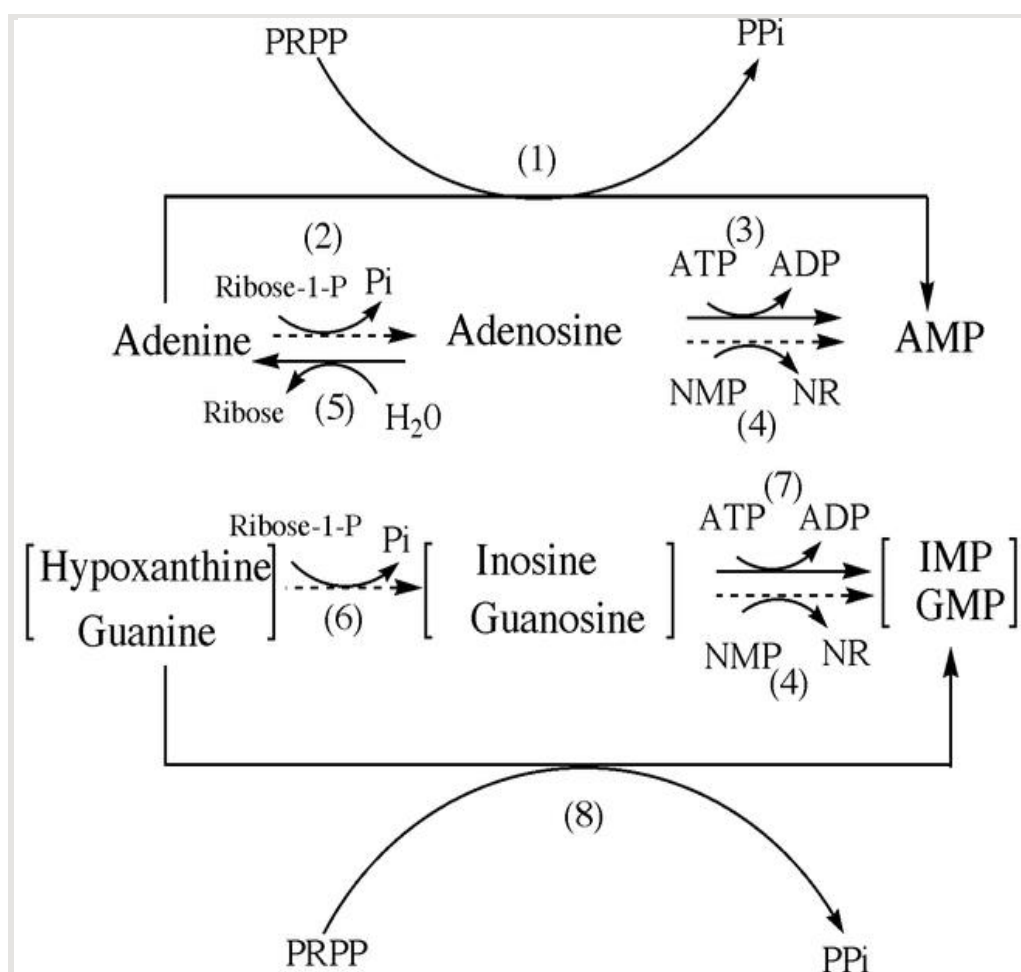 PRPP PPi
(1)
(2) (3)
Ribose-1-P Pi ATP ADP
Adenine Adenosine AMP
Ribose (5) H₂0 NMP NR
(4)
(7)
Ribose-1-P Pi ATP ADP
[Hypoxanthine [Inosine ] [IMP
Guanine] (6) Guanosine] GMP]
NMP NR
(4)
(8)
PRPP PPi